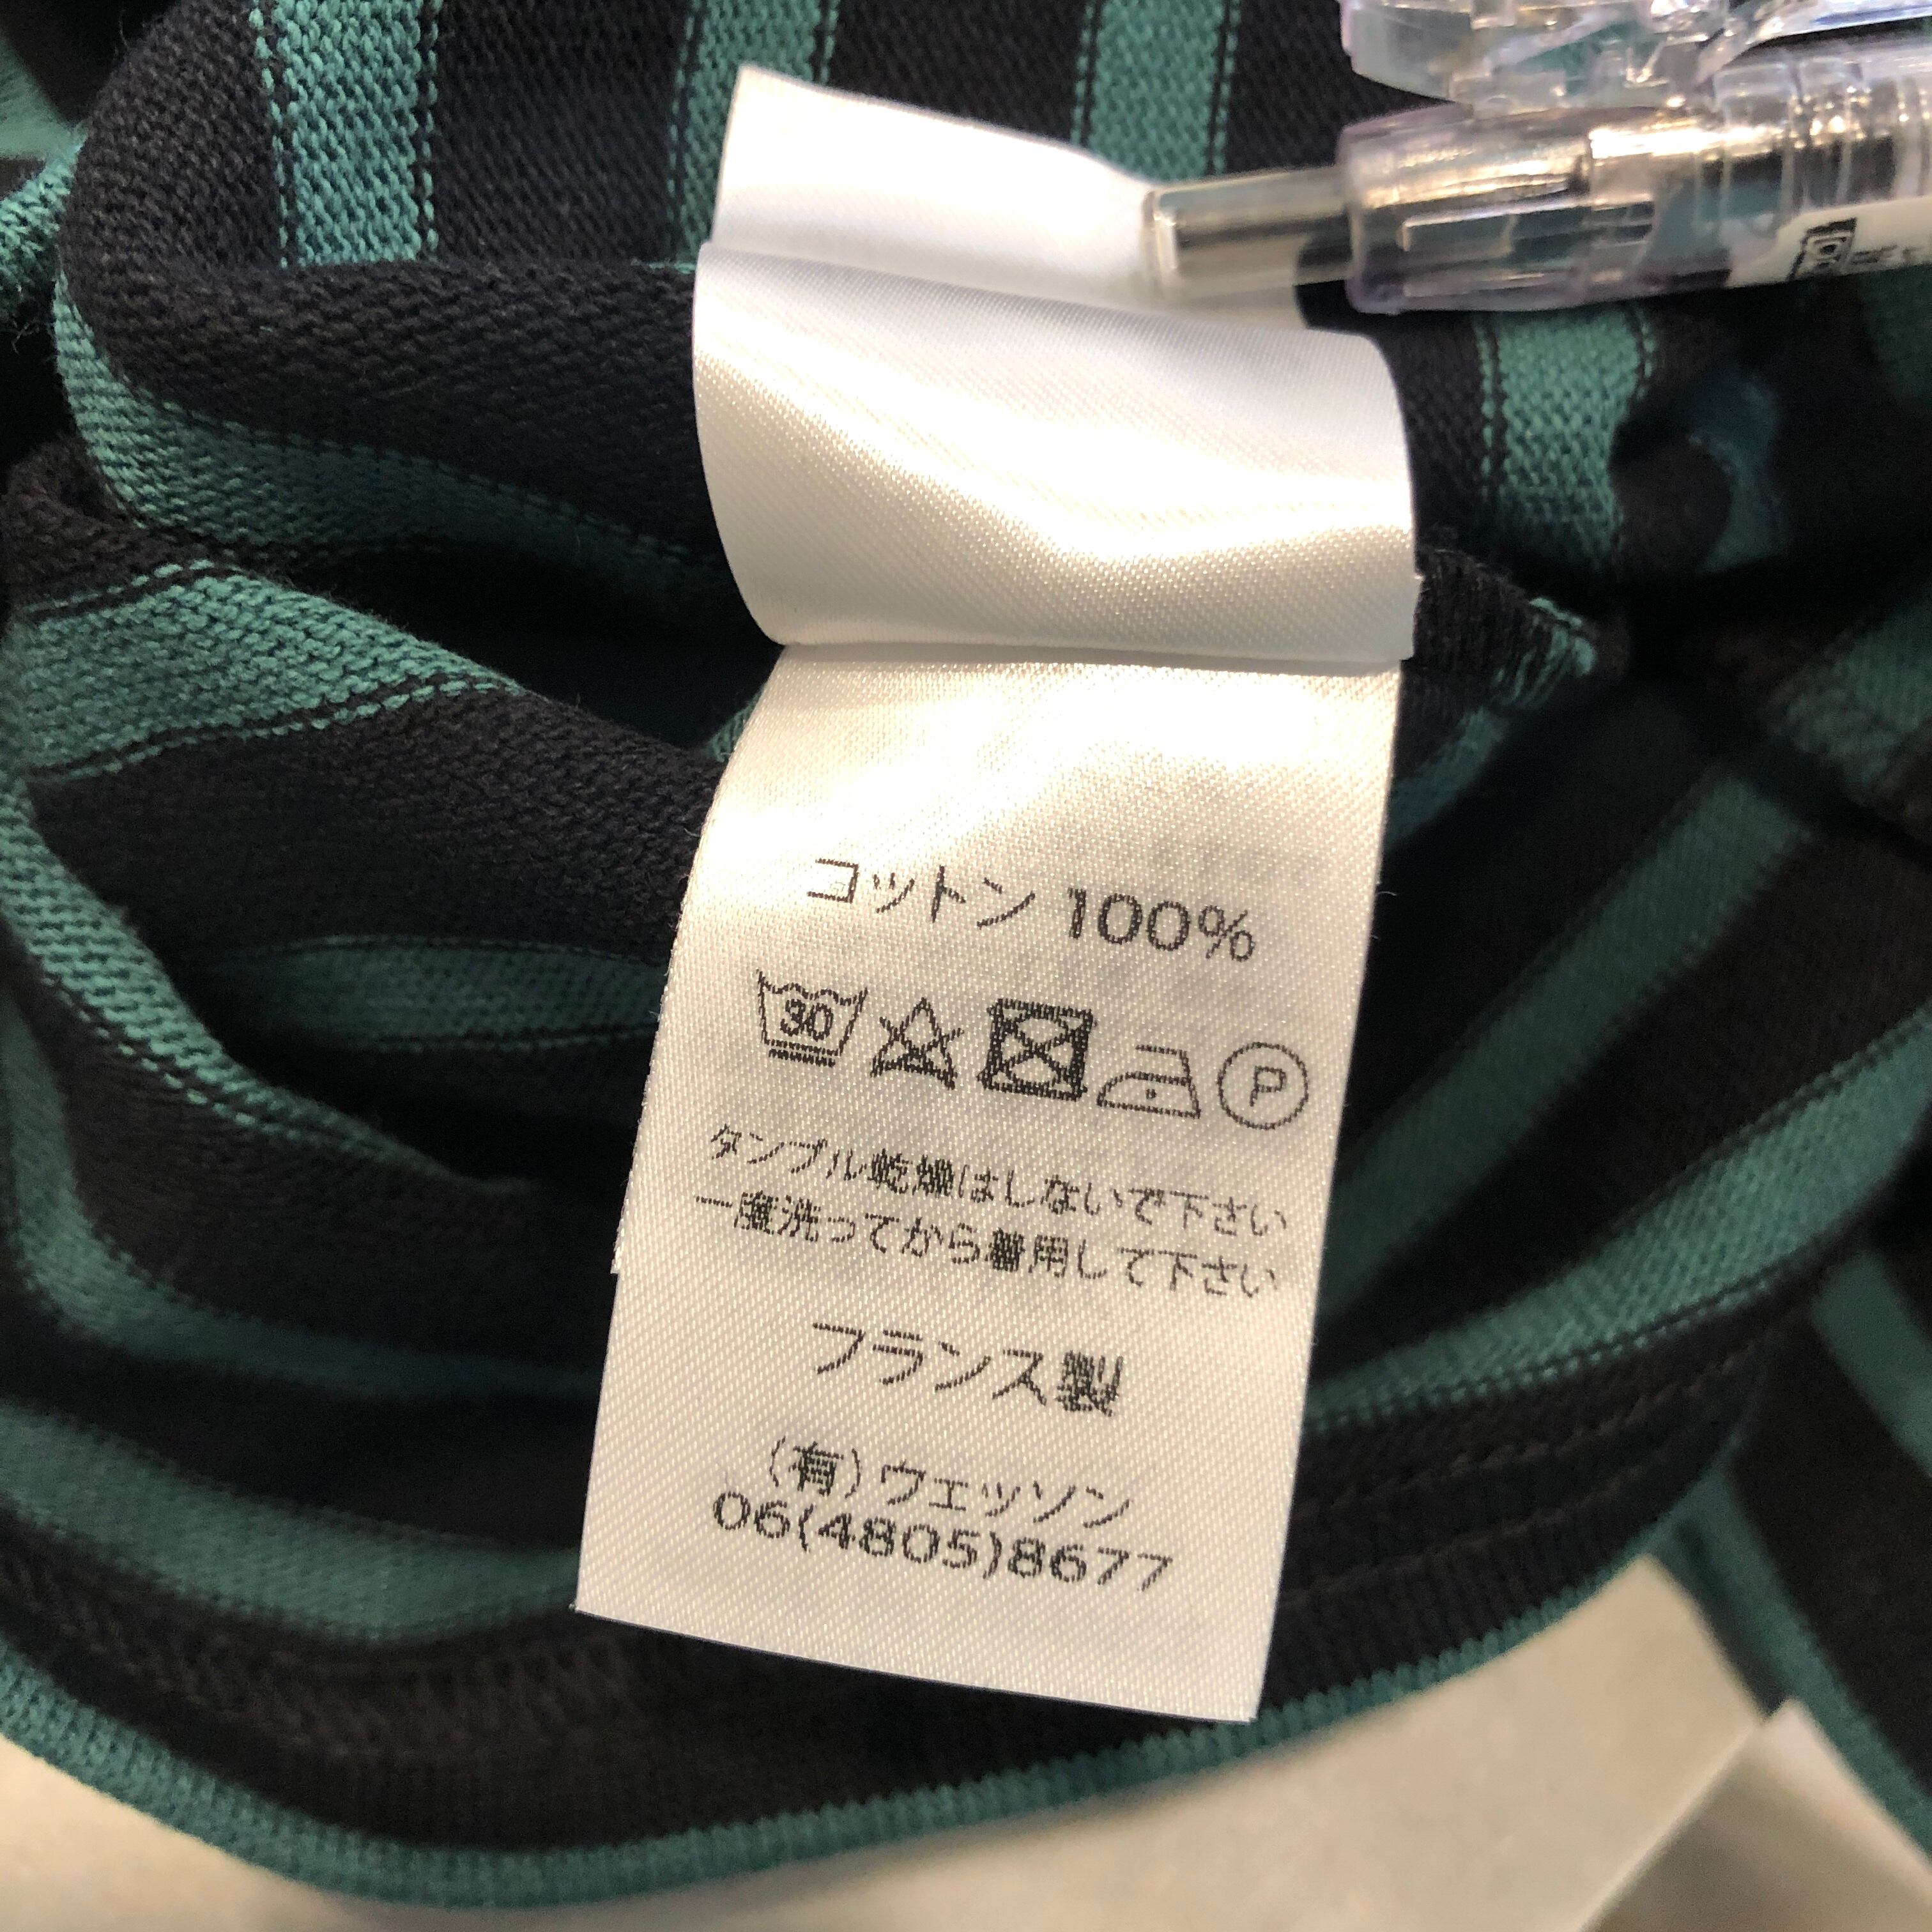 コットン 100%
30 P
タンブル乾燥はしないで下さい
一度洗ってから着用して下さい
フランス製
(有)ウェッソン
06(4805)8677